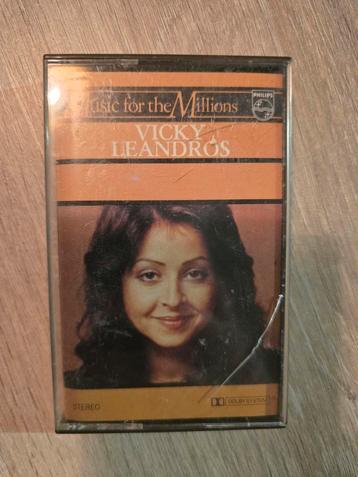 Music for the Millions
PHILIPS
VICKY
LEANDROS
STEREO
DOLBY SYSTEM